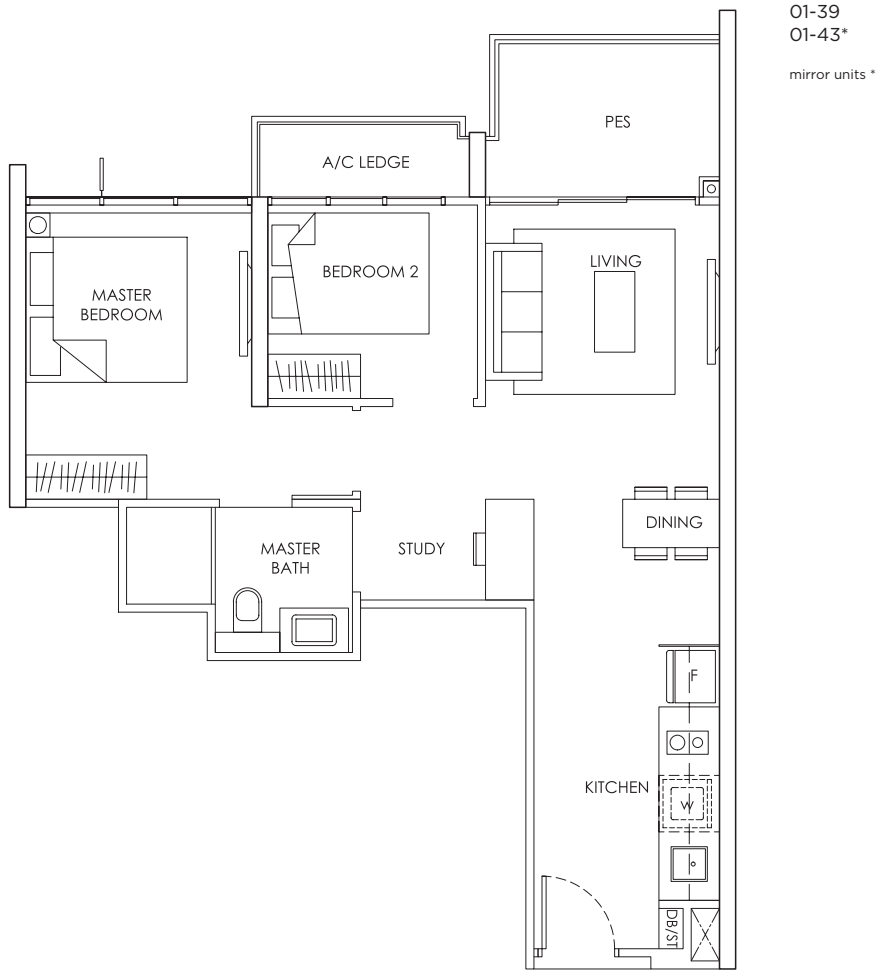 01-39
01-43*
mirror units *
PES
A/C LEDGE
LIVING
BEDROOM 2
MASTER
BEDROOM
DINING
MASTER
BATH
STUDY
F
KITCHEN
W
DB/ST